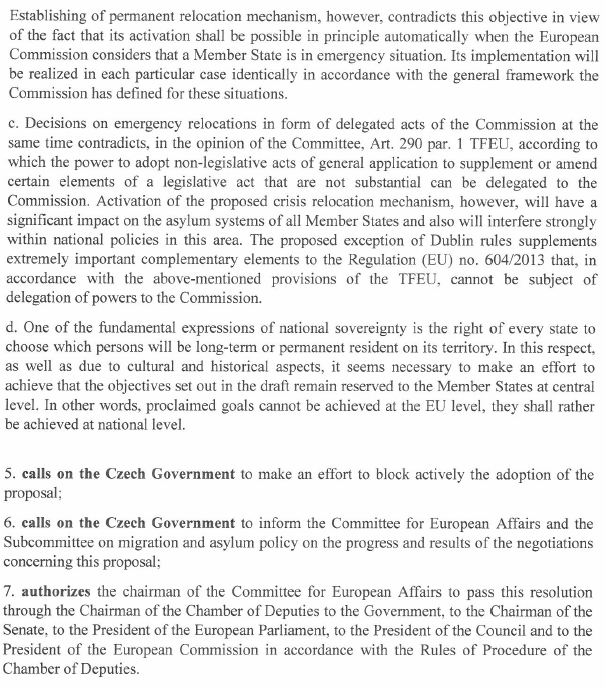 Establishing of permanent relocation mechanism, however, contradicts this objective in view
of the fact that its activation shall be possible in principle automatically when the European
Commission considers that a Member State is in emergency situation. Its implementation will
be realized in each particular case identically in accordance with the general framework the
Commission has defined for these situations.
c. Decisions on emergency relocations in form of delegated acts of the Commission at the
same time contradicts, in the opinion of the Committee, Art. 290 par. 1 TFEU, according to
which the power to adopt non-legislative acts of general application to supplement or amend
certain elements of a legislative act that are not substantial can be delegated to the
Commission. Activation of the proposed crisis relocation mechanism, however, will have a
significant impact on the asylum systems of all Member States and also will interfere strongly
within national policies in this area. The proposed exception of Dublin rules supplements
extremely important complementary elements to the Regulation (EU) no. 604/2013 that, in
accordance with the above-mentioned provisions of the TFEU, cannot be subject of
delegation of powers to the Commission.
d. One of the fundamental expressions of national sovereignty is the right of every state to
choose which persons will be long-term or permanent resident on its territory. In this respect,
as well as due to cultural and historical aspects, it seems necessary to make an effort to
achieve that the objectives set out in the draft remain reserved to the Member States at central
level. In other words, proclaimed goals cannot be achieved at the EU level, they shall rather
be achieved at national level.
5. calls on the Czech Government to make an effort to block actively the adoption of the
proposal;
6. calls on the Czech Government to inform the Committee for European Affairs and the
Subcommittee on migration and asylum policy on the progress and results of the negotiations
concerning this proposal;
7. authorizes the chairman of the Committee for European Affairs to pass this resolution
through the Chairman of the Chamber of Deputies to the Government, to the Chairman of the
Senate, to the President of the European Parliament, to the President of the Council and to the
President of the European Commission in accordance with the Rules of Procedure of the
Chamber of Deputies.